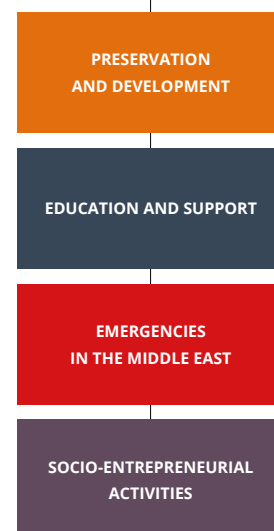 PRESERVATION
AND DEVELOPMENT
EDUCATION AND SUPPORT
EMERGENCIES
IN THE MIDDLE EAST
SOCIO-ENTREPRENEURIAL
ACTIVITIES